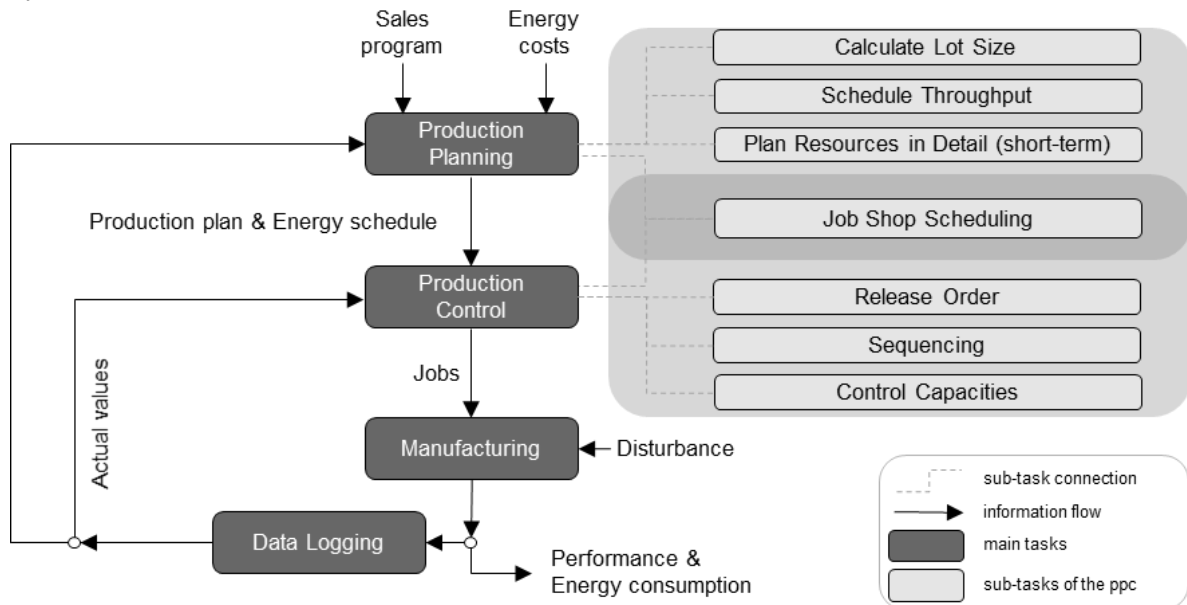 Sales
program
Energy
costs
Production
Planning
Calculate Lot Size
Schedule Throughput
Plan Resources in Detail (short-term)
Production plan & Energy schedule
Job Shop Scheduling
Production
Control
Release Order
Sequencing
Control Capacities
Jobs
Actual values
Manufacturing
Disturbance
Data Logging
Performance &
Energy consumption
sub-task connection
information flow
main tasks
sub-tasks of the ppc